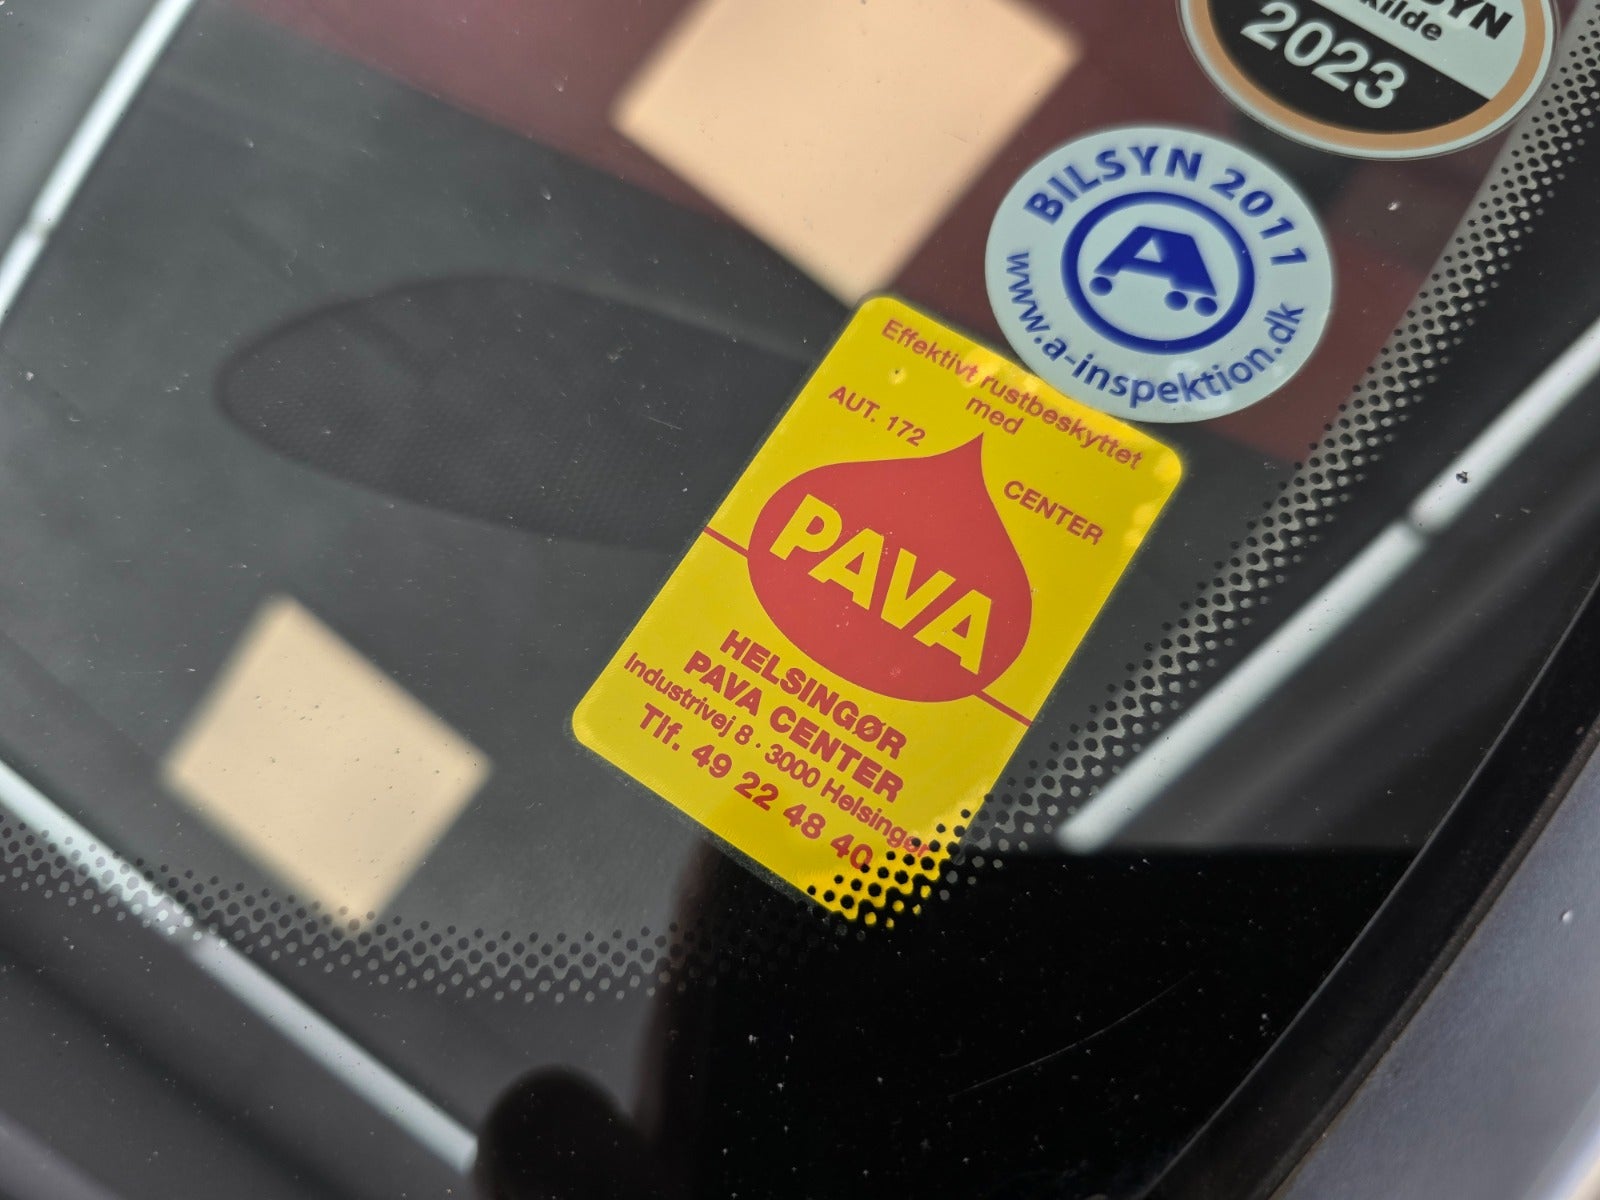 kilde
2023
BILSYN 2011
A
www.a-inspektion.dk
Effektivt rustbeskyttet
med
AUT. 172
CENTER
PAVA
HELSINGØR
PAVA CENTER
Industrivej 8 · 3000 Helsingør
Tlf. 49 22 48 40